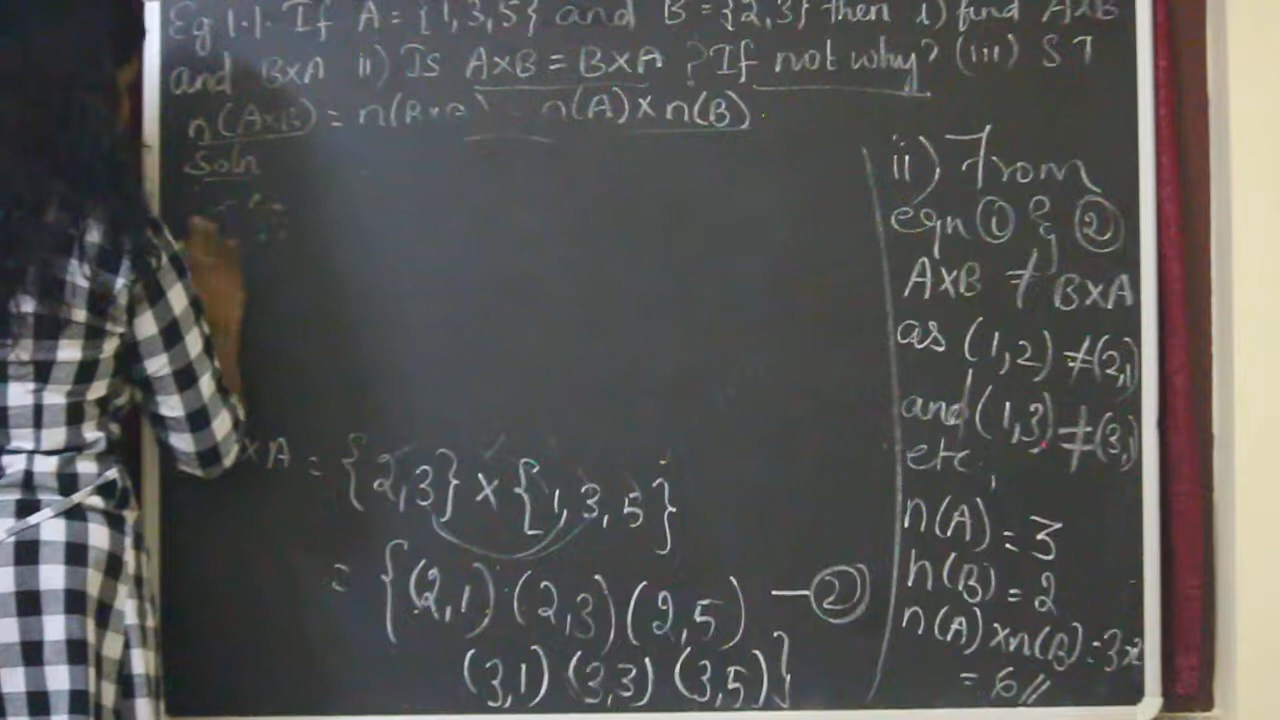 Eg 1.1. If A = {1,3,5} and B = {2,3} then i) find A×B
and B×A ii) Is A×B = B×A ? If not why? (iii) S T
n(A×B) = n(B×A) = n(A)×n(B)
Soln
×A = {2,3} × {1,3,5}
= {(2,1) (2,3) (2,5) — ②
(3,1) (3,3) (3,5)}
ii) From
eqn ① & ②
A×B ≠ B×A
as (1,2) ≠ (2,1)
and (1,3) ≠ (3,1)
etc,
n(A) = 3
n(B) = 2
n(A)×n(B) = 3×2
= 6//